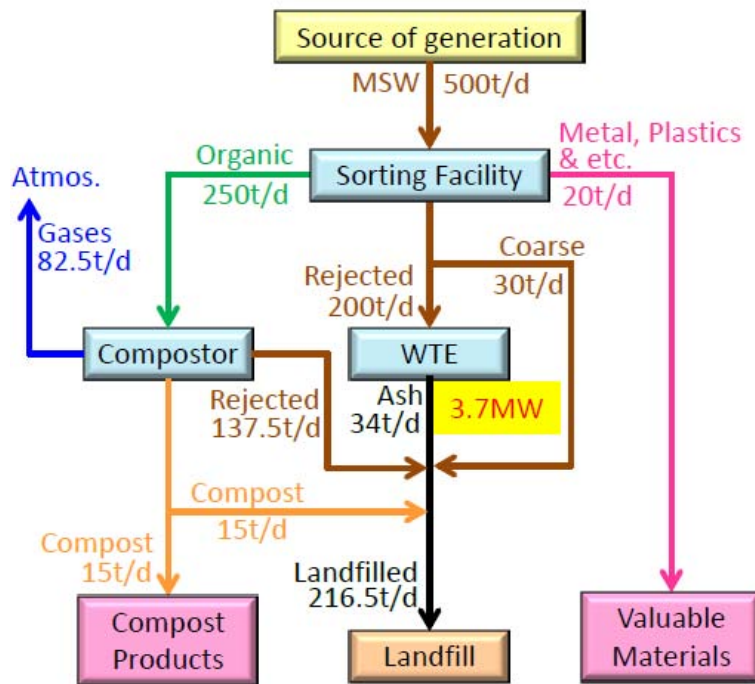 Source of generation
MSW 500t/d
Metal, Plastics
& etc.
20t/d
Organic
250t/d
Sorting Facility
Atmos.
Gases
82.5t/d
Coarse
30t/d
Rejected
200t/d
Compostor
WTE
Rejected
137.5t/d
Ash
34t/d
3.7MW
Compost
15t/d
Compost
15t/d
Landfilled
216.5t/d
Compost
Products
Landfill
Valuable
Materials